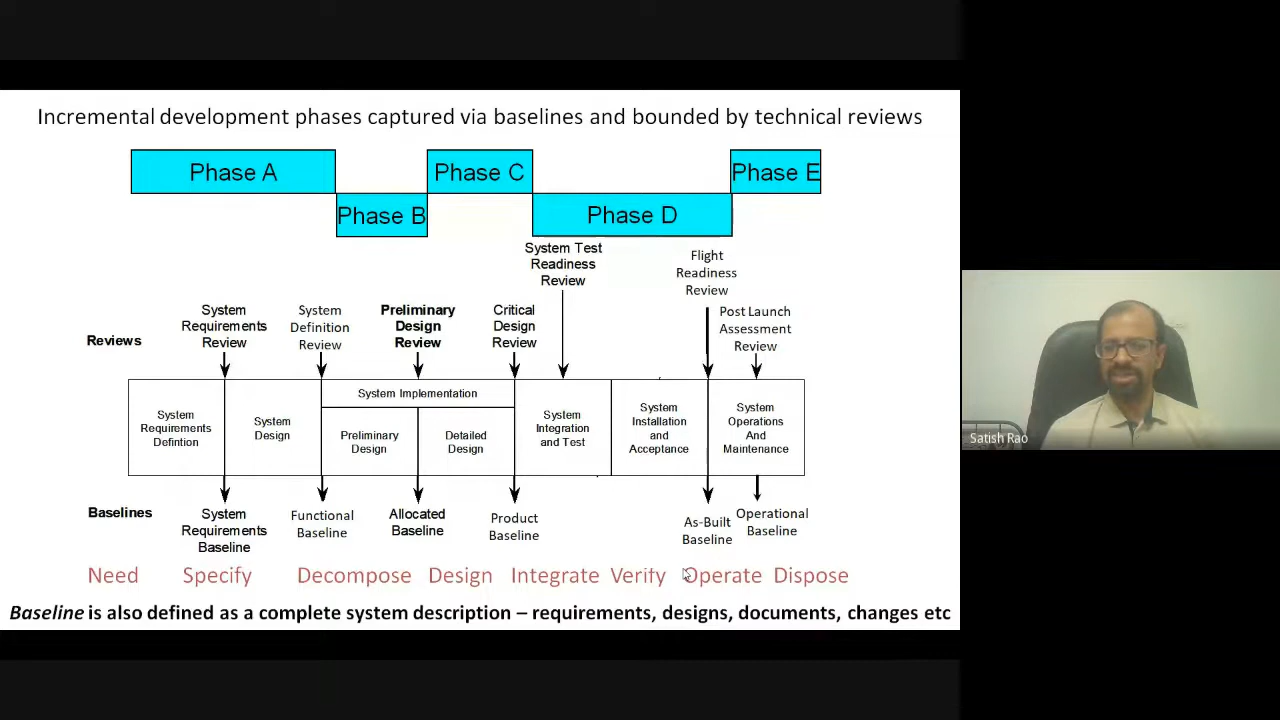 Incremental development phases captured via baselines and bounded by technical reviews
Phase A
Phase C
Phase E
Phase B
Phase D
System Test
Readiness
Review
Flight
Readiness
Review
Reviews
System
Requirements
Review
System
Definition
Review
Preliminary
Design
Review
Critical
Design
Review
Post Launch
Assessment
Review
System
Requirements
Defintion
System
Design
System Implementation
Preliminary
Design
Detailed
Design
System
Integration
and Test
System
Installation
and
Acceptance
System
Operations
And
Maintenance
Baselines
System
Requirements
Baseline
Functional
Baseline
Allocated
Baseline
Product
Baseline
As-Built
Baseline
Operational
Baseline
Need Specify Decompose Design Integrate Verify Operate Dispose
Baseline is also defined as a complete system description – requirements, designs, documents, changes etc
Satish Rao